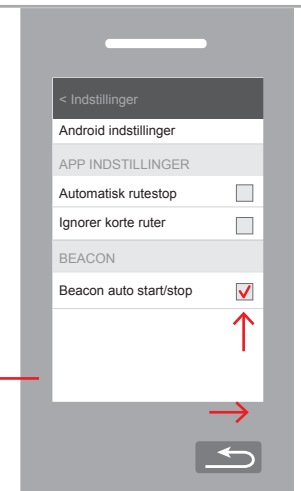 < Indstillinger
Android indstillinger
APP INDSTILLINGER
Automatisk rutestop
Ignorer korte ruter
BEACON
Beacon auto start/stop